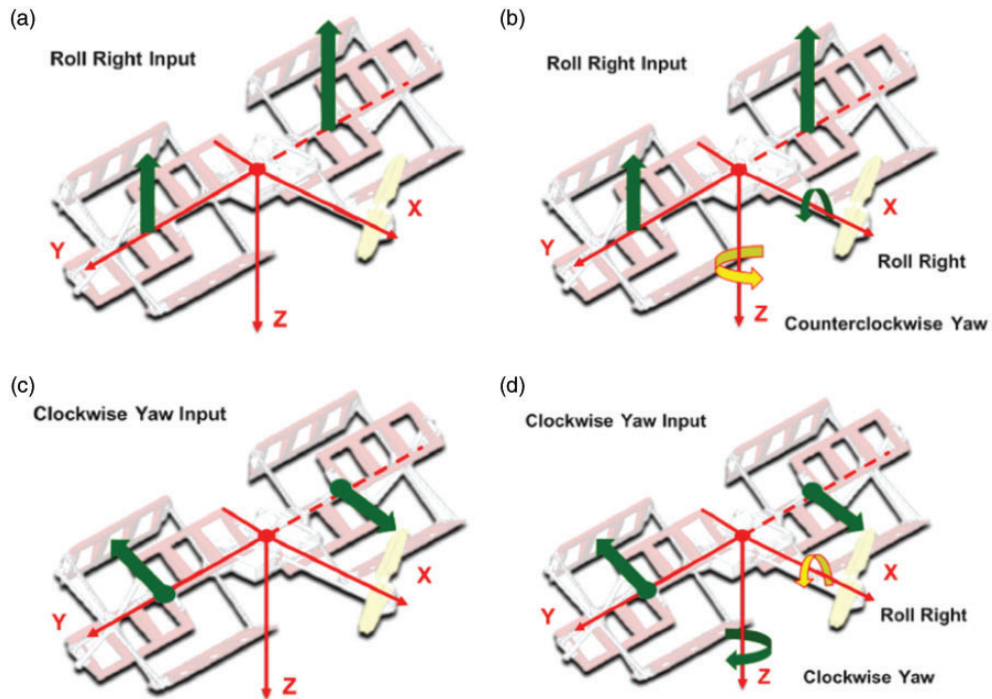 (a)
Roll Right Input
X
Y
Z
(b)
Roll Right Input
X
Y
Roll Right
Z
Counterclockwise Yaw
(c)
Clockwise Yaw Input
X
Y
Z
(d)
Clockwise Yaw Input
X
Y
Roll Right
Z
Clockwise Yaw